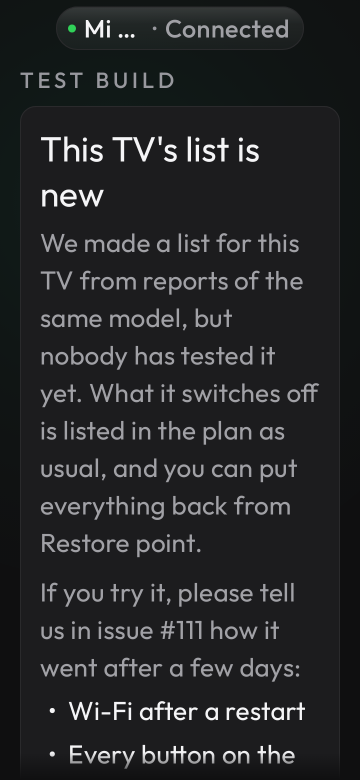 Mi ... · Connected
TEST BUILD
This TV's list is
new
We made a list for this
TV from reports of the
same model, but
nobody has tested it
yet. What it switches off
is listed in the plan as
usual, and you can put
everything back from
Restore point.
If you try it, please tell
us in issue #111 how it
went after a few days:
• Wi-Fi after a restart
• Every button on the